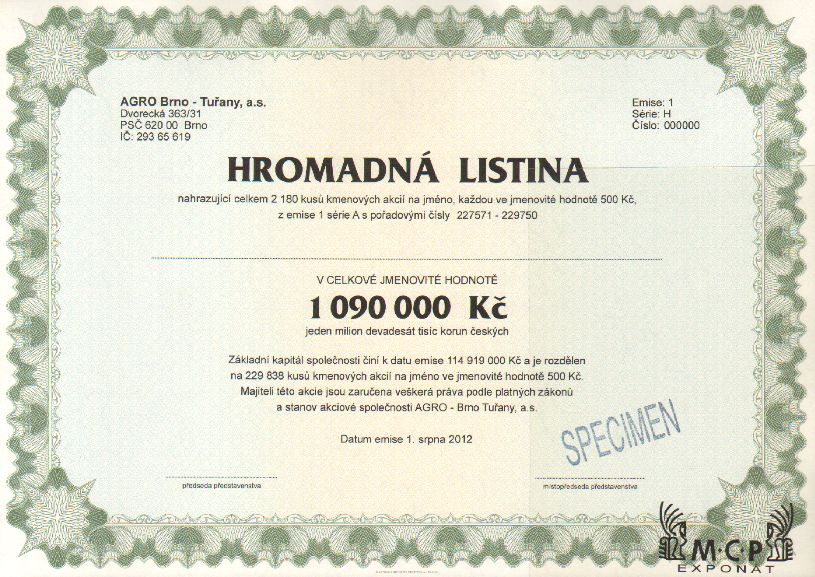 AGRO Brno - Tuřany, a.s.
Dvorecká 363/31
PSČ 620 00 Brno
IČ: 293 65 619
Emise: 1
Série: H
Číslo: 000000
HROMADNÁ LISTINA
nahrazující celkem 2 180 kusů kmenových akcií na jméno, každou ve jmenovité hodnotě 500 Kč,
z emise 1 série A s pořadovými čísly 227571 - 229750
V CELKOVÉ JMENOVITÉ HODNOTĚ
1 090 000 Kč
jeden milion devadesát tisíc korun českých
Základní kapitál společnosti činí k datu emise 114 919 000 Kč a je rozdělen
na 229 838 kusů kmenových akcií na jméno ve jmenovité hodnotě 500 Kč.
Majiteli této akcie jsou zaručena veškerá práva podle platných zákonů
a stanov akciové společnosti AGRO - Brno Tuřany, a.s.
Datum emise 1. srpna 2012
SPECIMEN
předseda představenstva
místopředseda představenstva
M·C·P
EXPONÁT